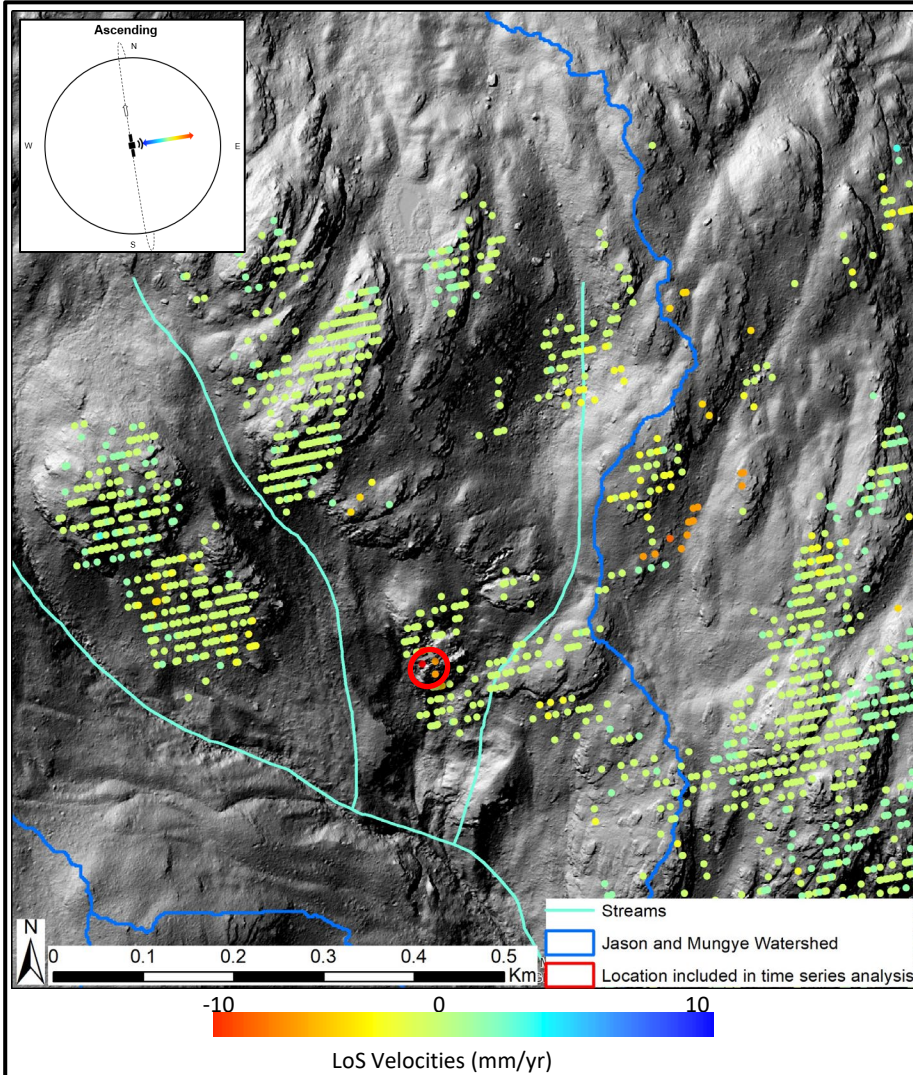 Ascending
N
W
E
S
Streams
Jason and Mungye Watershed
Location included in time series analysis
N
0 0.1 0.2 0.3 0.4 0.5
Km
-10 0 10
LoS Velocities (mm/yr)